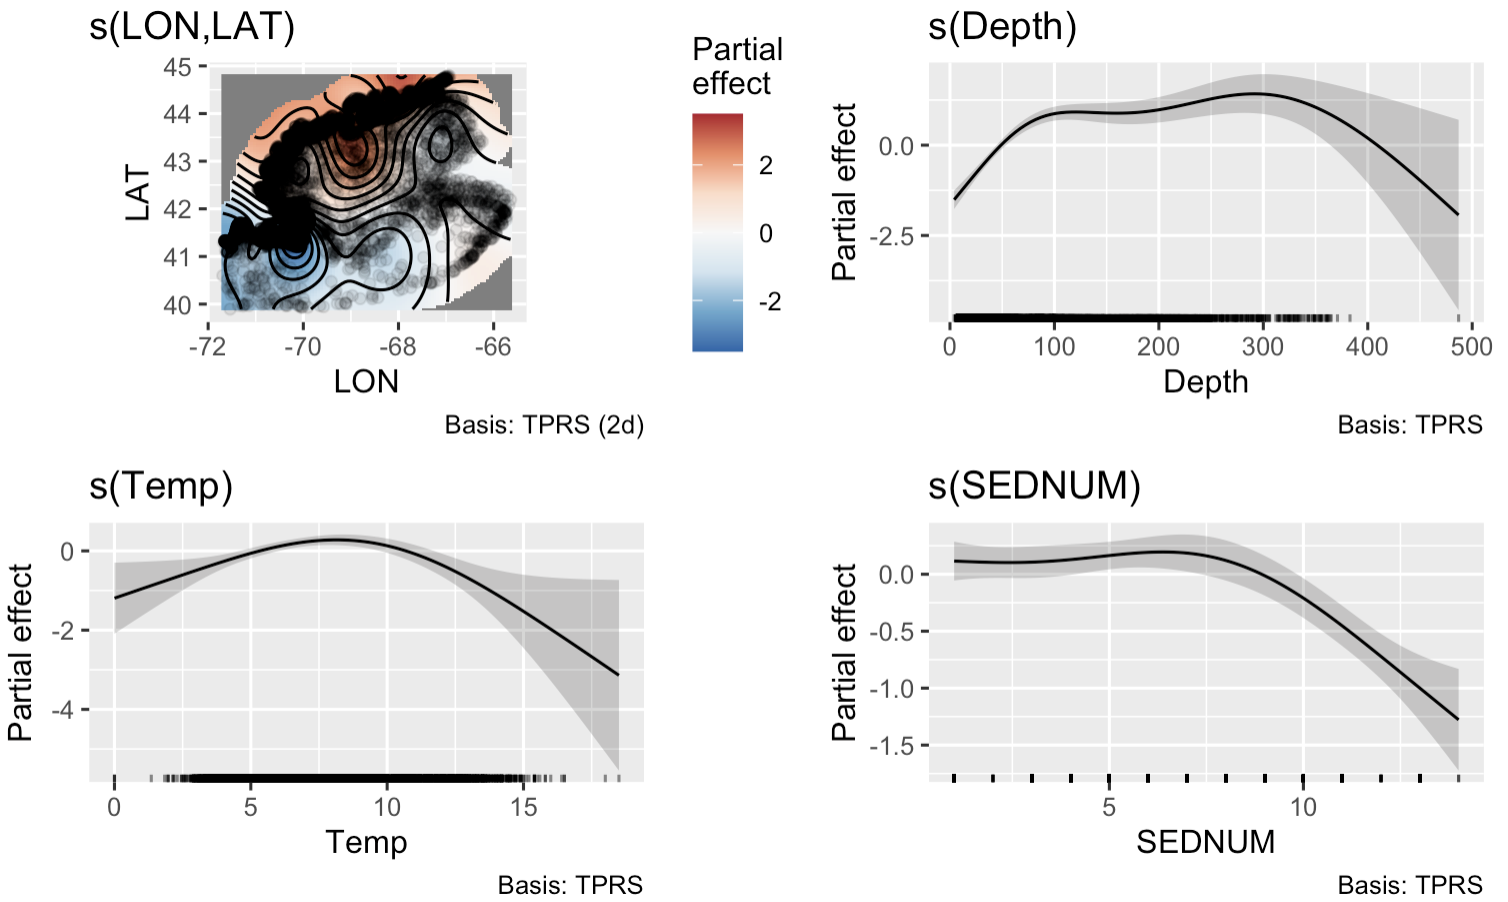 s(LON,LAT)
45
44
43
42
41
40
LAT
-72
-70
-68
-66
LON
Basis: TPRS (2d)
Partial
effect
2
0
-2
s(Depth)
Partial effect
0.0
-2.5
0
100
200
300
400
500
Depth
Basis: TPRS
s(Temp)
Partial effect
0
-2
-4
0
5
10
15
Temp
Basis: TPRS
s(SEDNUM)
Partial effect
0.0
-0.5
-1.0
-1.5
5
10
SEDNUM
Basis: TPRS